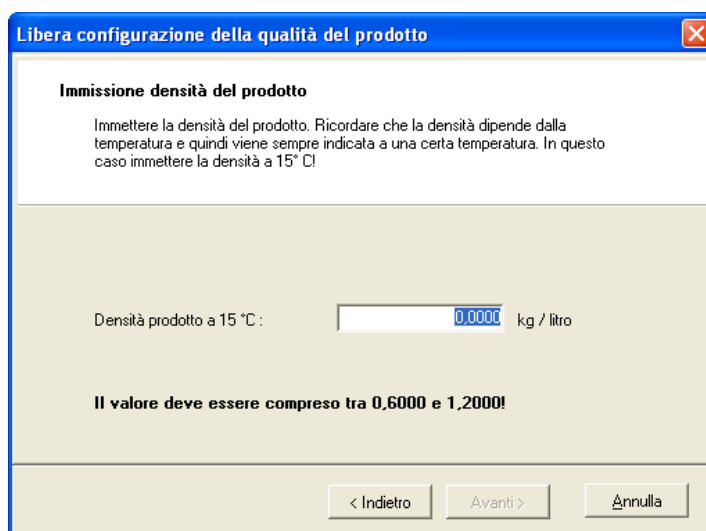 Libera configurazione della qualità del prodotto
Immissione densità del prodotto
Immettere la densità del prodotto. Ricordare che la densità dipende dalla
temperatura e quindi viene sempre indicata a una certa temperatura. In questo
caso immettere la densità a 15° C!
Densità prodotto a 15 °C : 0,0000 kg / litro
Il valore deve essere compreso tra 0,6000 e 1,2000!
< Indietro Avanti > Annulla